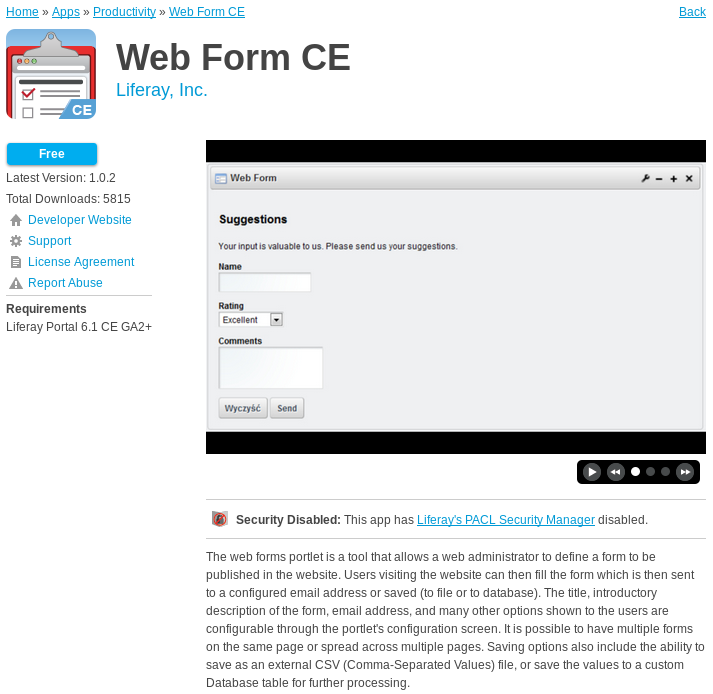 Home » Apps » Productivity » Web Form CE
Back
CE
Web Form CE
Liferay, Inc.
Free
Latest Version: 1.0.2
Total Downloads: 5815
Developer Website
Support
License Agreement
Report Abuse
Requirements
Liferay Portal 6.1 CE GA2+
Web Form
Suggestions
Your input is valuable to us. Please send us your suggestions.
Name
Rating
Excellent
Comments
Wyczyść Send
Security Disabled: This app has Liferay's PACL Security Manager disabled.
The web forms portlet is a tool that allows a web administrator to define a form to be
published in the website. Users visiting the website can then fill the form which is then sent
to a configured email address or saved (to file or to database). The title, introductory
description of the form, email address, and many other options shown to the users are
configurable through the portlet's configuration screen. It is possible to have multiple forms
on the same page or spread across multiple pages. Saving options also include the ability to
save as an external CSV (Comma-Separated Values) file, or save the values to a custom
Database table for further processing.